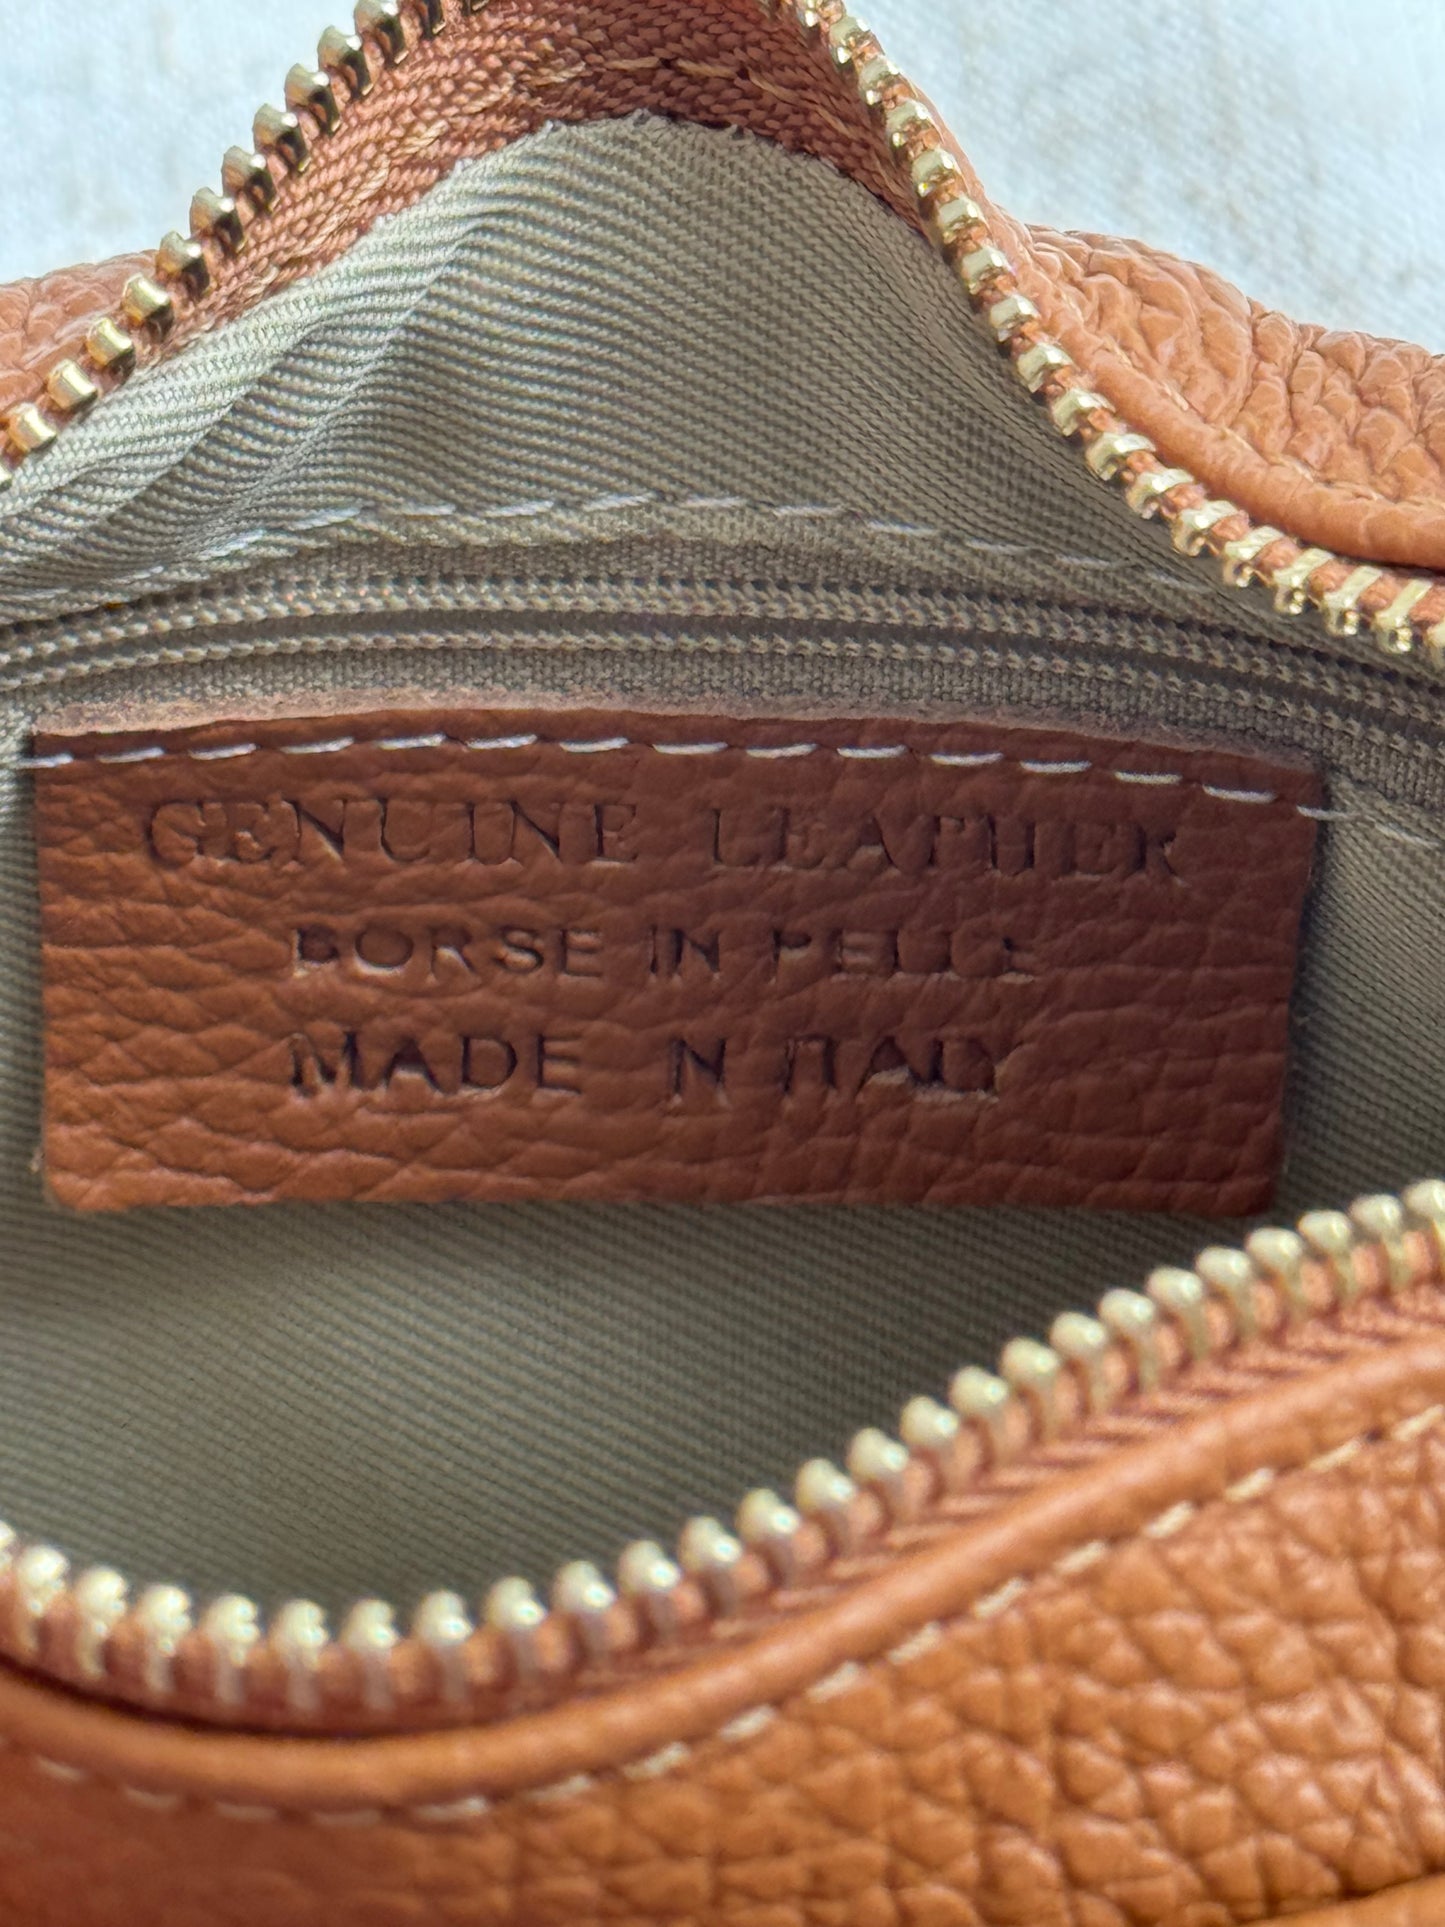 GENUINE LEATHER
BORSE IN PELLE
MADE IN ITALY